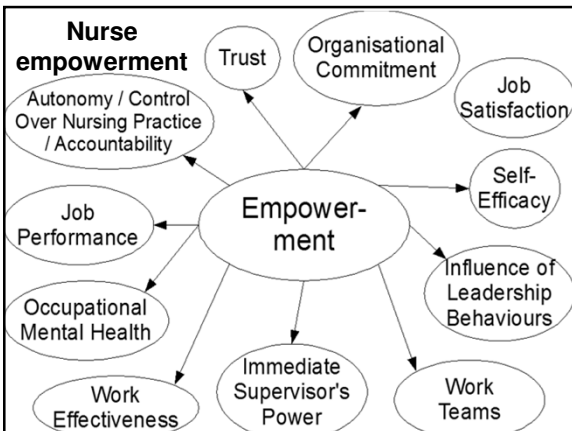 Nurse
empowerment
Trust
Organisational
Commitment
Job
Satisfaction
Autonomy / Control
Over Nursing Practice
/ Accountability
Self-
Efficacy
Job
Performance
Empower-
ment
Influence of
Leadership
Behaviours
Occupational
Mental Health
Work
Effectiveness
Immediate
Supervisor's
Power
Work
Teams